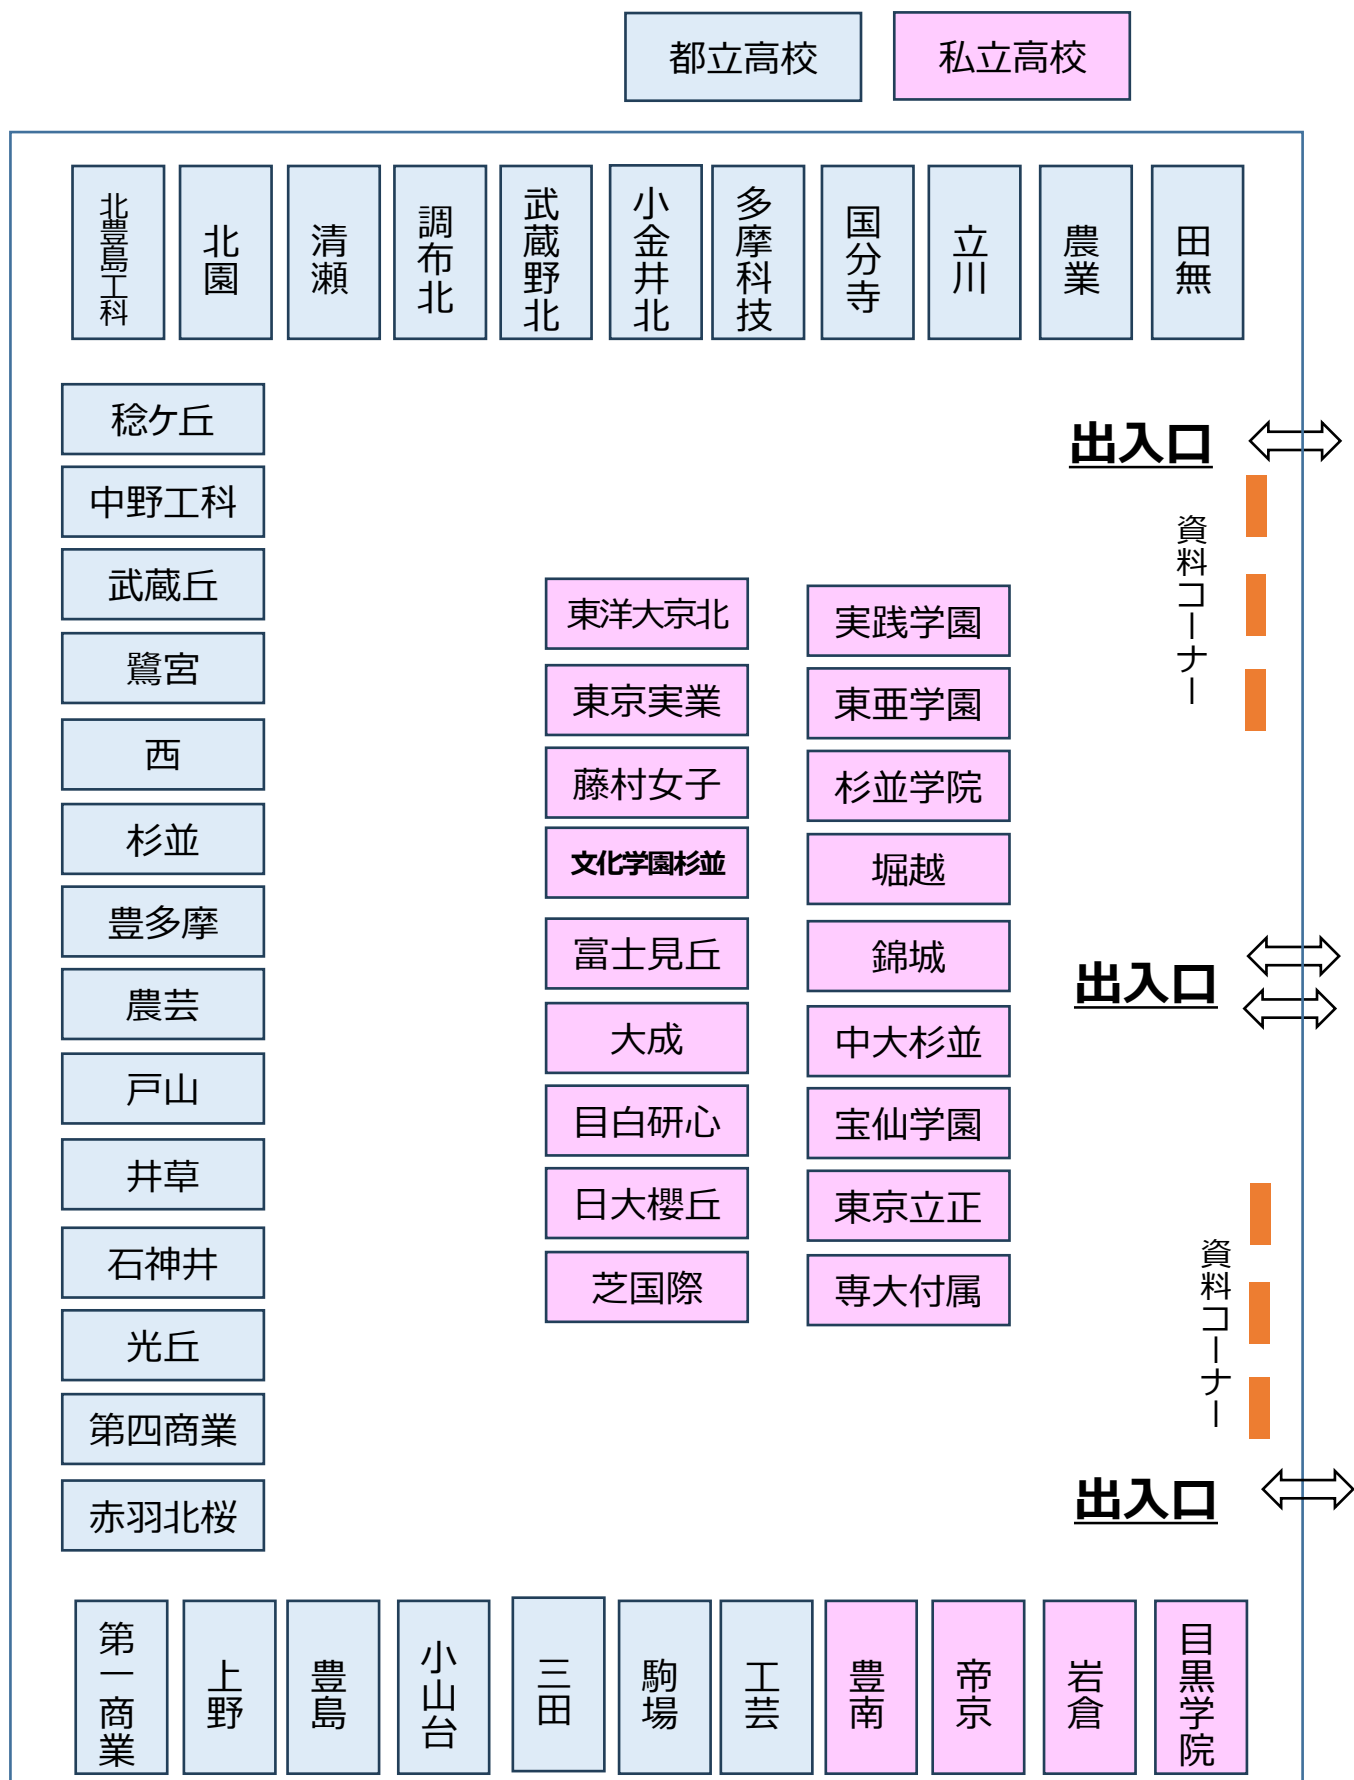 都立高校
私立高校
北豊島工科
北園
清瀬
調布北
武蔵野北
小金井北
多摩科技
国分寺
立川
農業
田無
稔ケ丘
中野工科
武蔵丘
鷺宮
西
杉並
豊多摩
農芸
戸山
井草
石神井
光丘
第四商業
赤羽北桜
東洋大京北
東京実業
藤村女子
文化学園杉並
富士見丘
大成
目白研心
日大櫻丘
芝国際
実践学園
東亜学園
杉並学院
堀越
錦城
中大杉並
宝仙学園
東京立正
専大付属
出入口
資料コーナー
出入口
資料コーナー
出入口
第一商業
上野
豊島
小山台
三田
駒場
工芸
豊南
帝京
岩倉
目黒学院